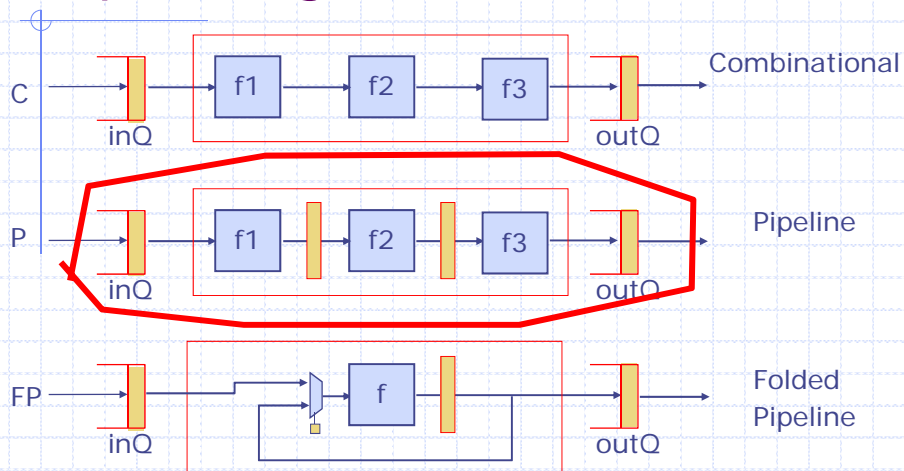 C
inQ
f1
f2
f3
outQ
Combinational
P
inQ
f1
f2
f3
outQ
Pipeline
FP
inQ
f
outQ
Folded
Pipeline